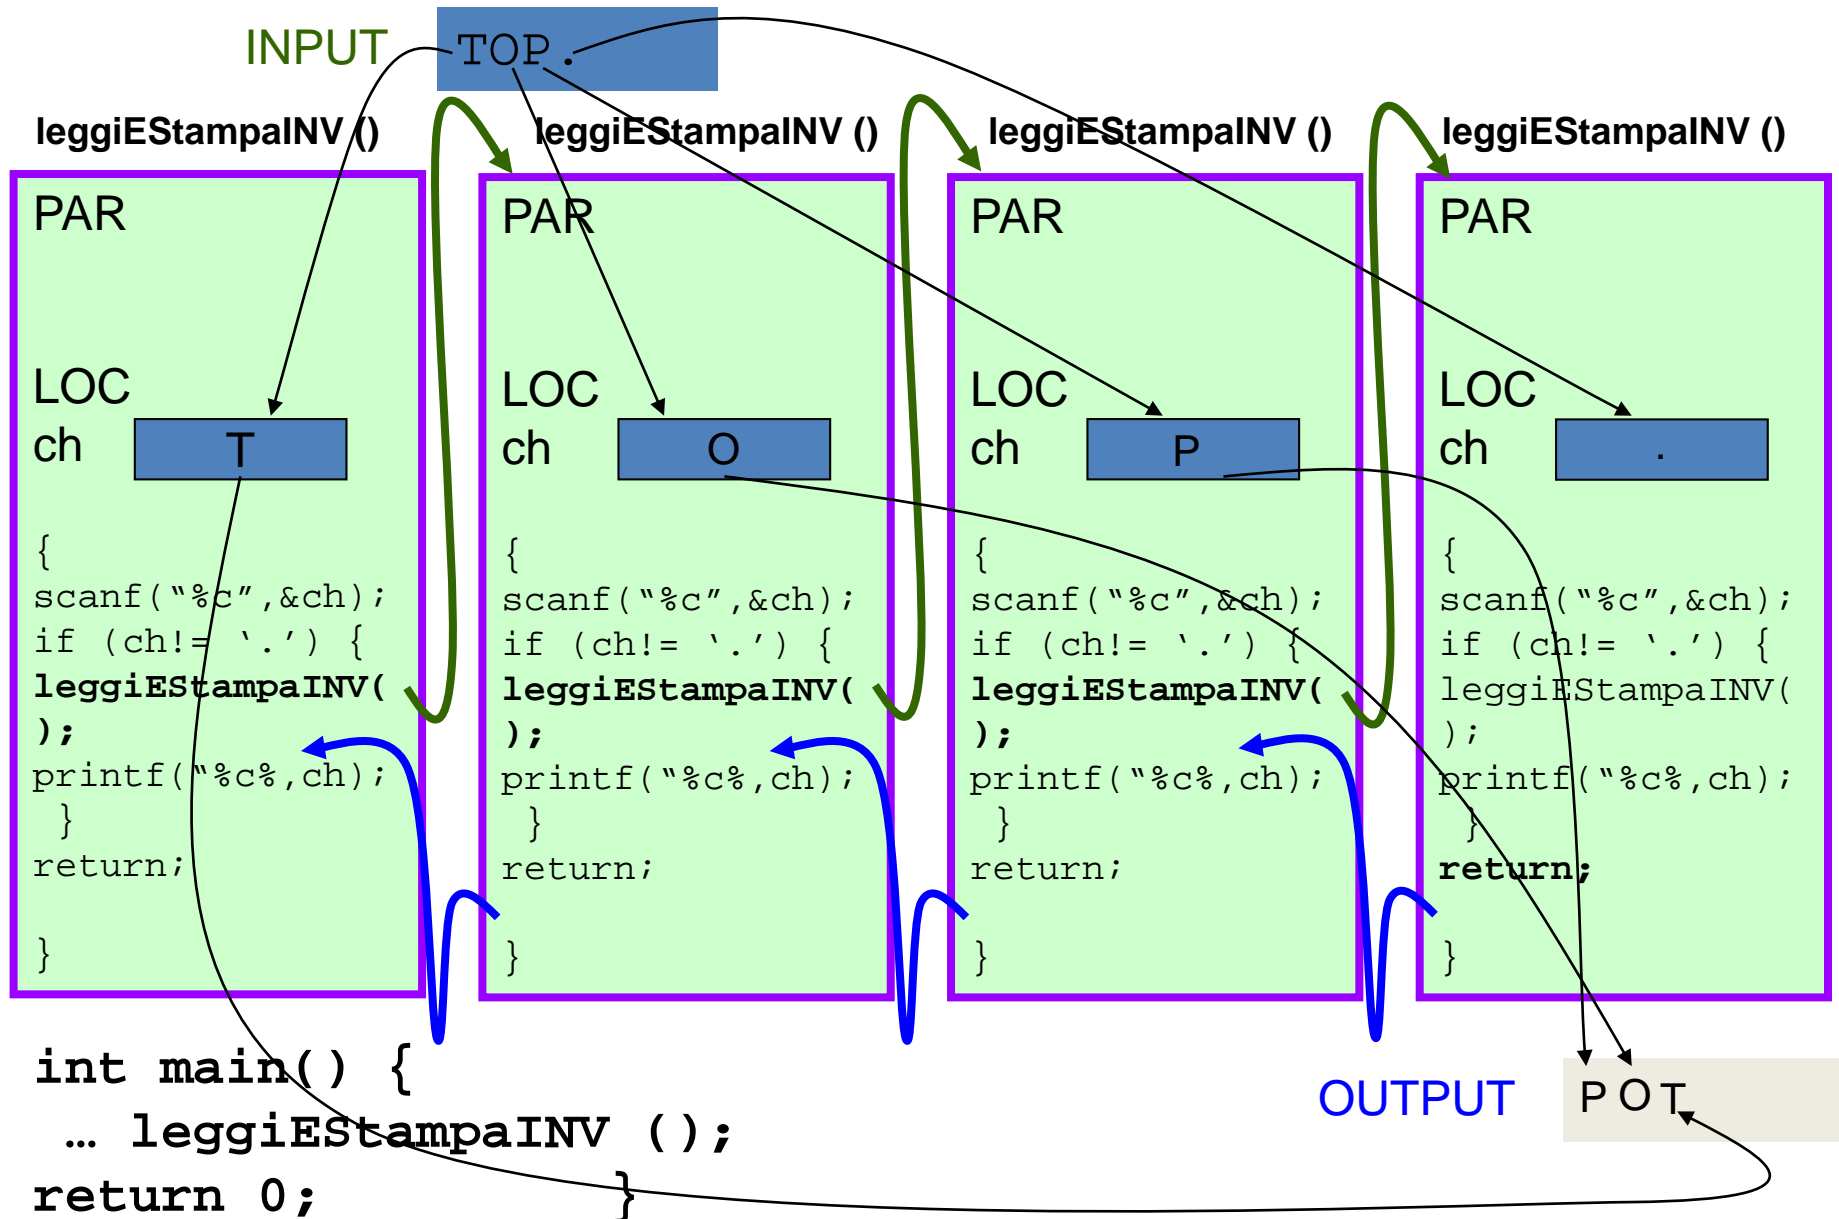 INPUT TOP.
leggiEStampaINV ()
PAR
LOC
ch T
{
scanf(“%c”,&ch);
if (ch!= ‘.’) {
leggiEStampaINV(
);
printf(“%c%,ch);
}
return;
}
leggiEStampaINV ()
PAR
LOC
ch O
{
scanf(“%c”,&ch);
if (ch!= ‘.’) {
leggiEStampaINV(
);
printf(“%c%,ch);
}
return;
}
leggiEStampaINV ()
PAR
LOC
ch P
{
scanf(“%c”,&ch);
if (ch!= ‘.’) {
leggiEStampaINV(
);
printf(“%c%,ch);
}
return;
}
leggiEStampaINV ()
PAR
LOC
ch .
{
scanf(“%c”,&ch);
if (ch!= ‘.’) {
leggiEStampaINV(
);
printf(“%c%,ch);
}
return;
}
int main() {
… leggiEStampaINV ();
return 0; }
OUTPUT P O T